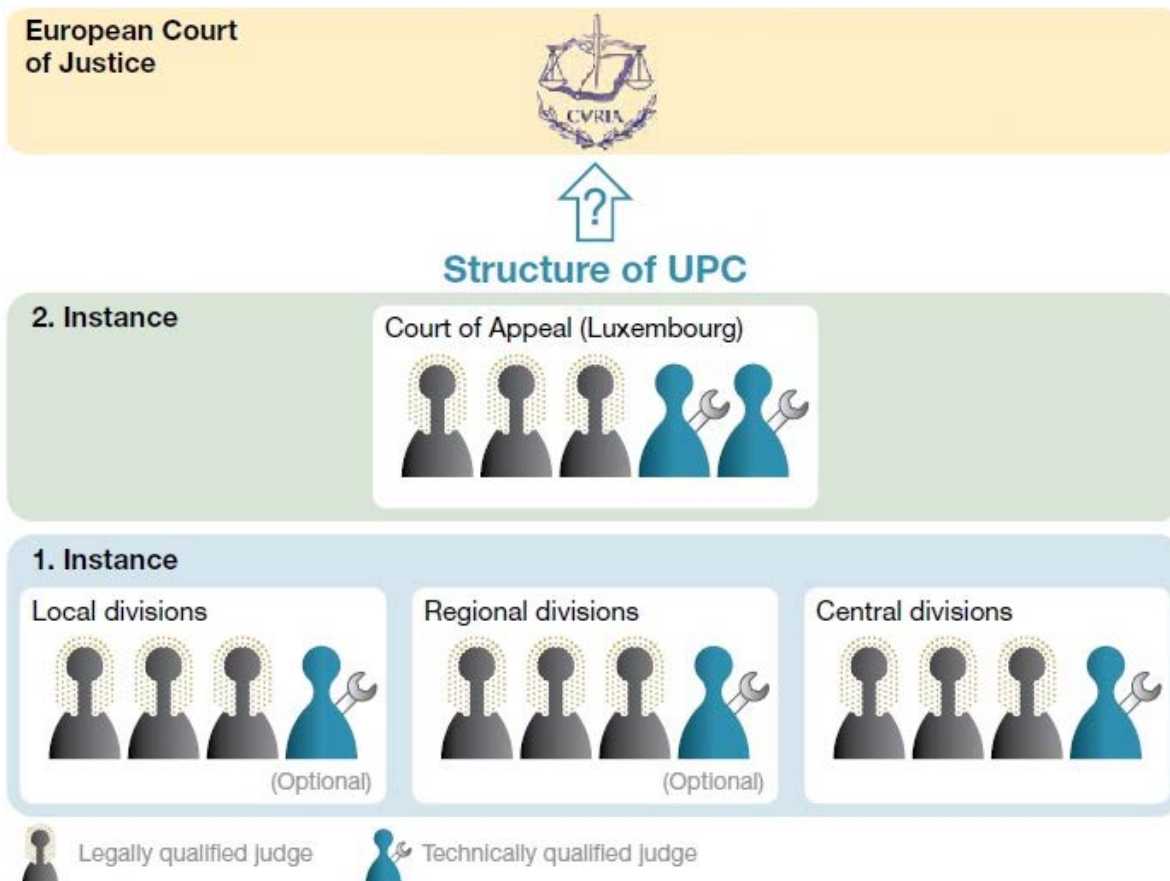 European Court
of Justice
CVRIA
?
Structure of UPC
2. Instance
Court of Appeal (Luxembourg)
1. Instance
Local divisions
(Optional)
Regional divisions
(Optional)
Central divisions
Legally qualified judge
Technically qualified judge